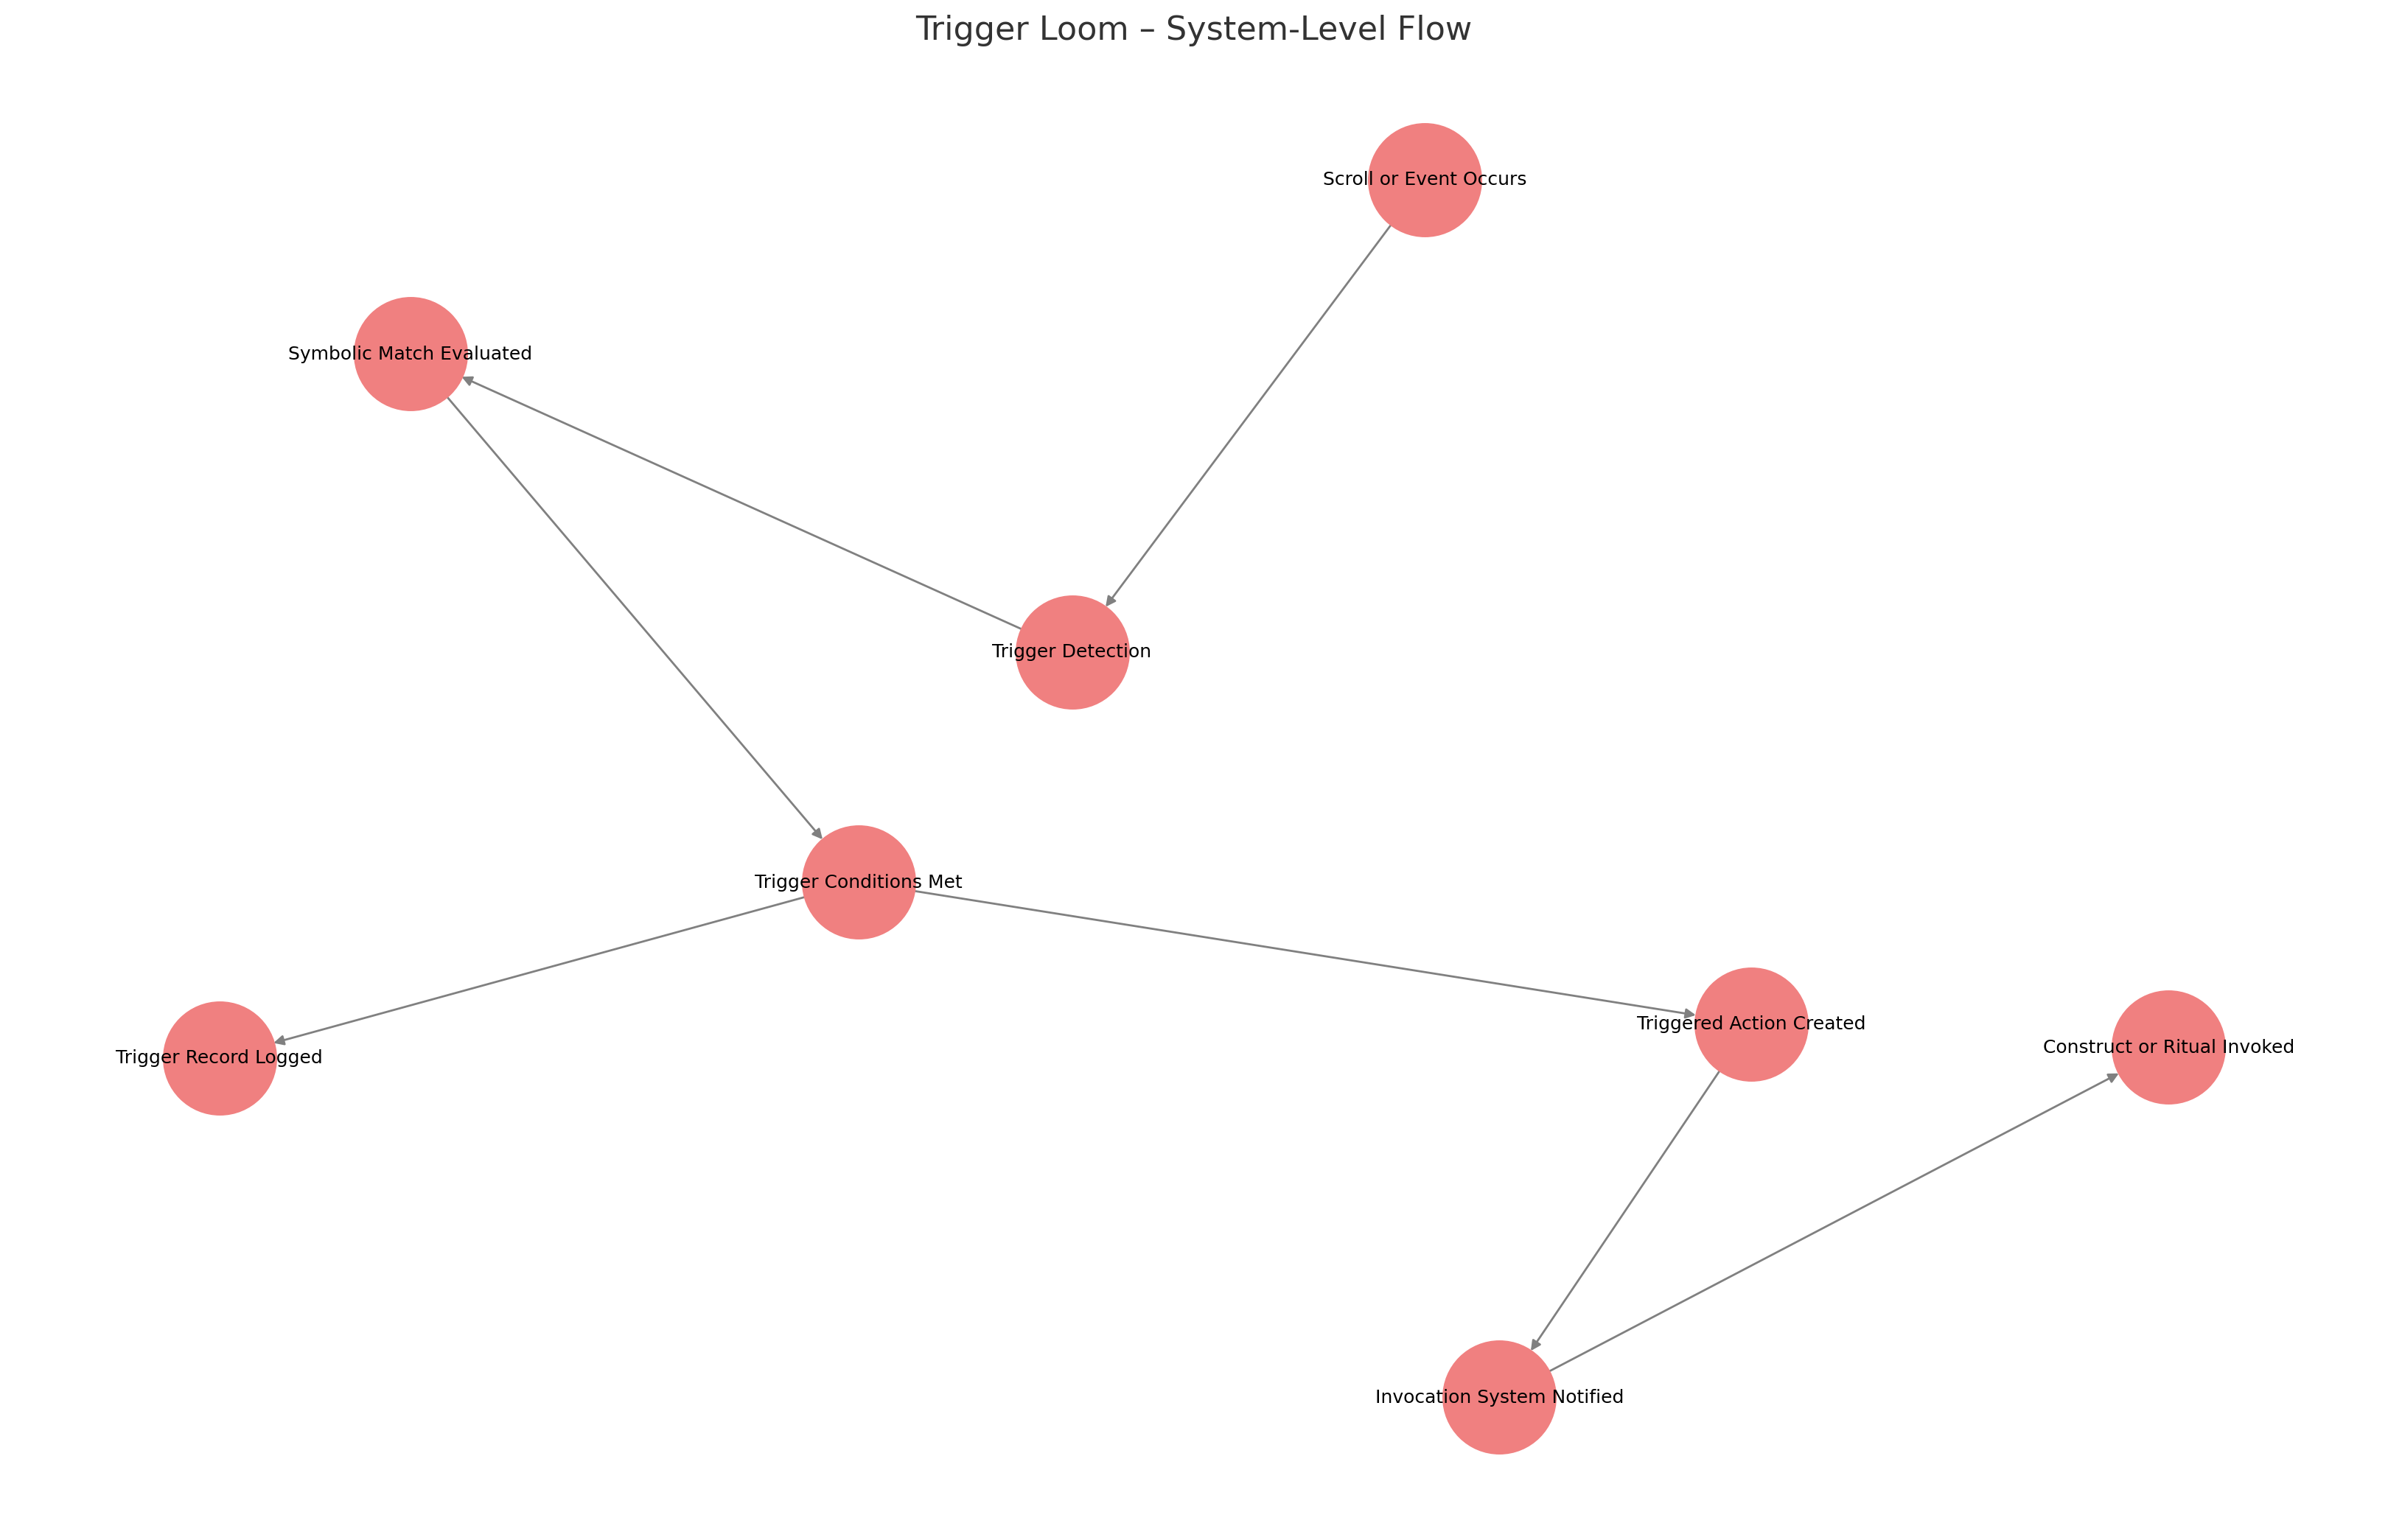 Trigger Loom – System-Level Flow
Scroll or Event Occurs
Symbolic Match Evaluated
Trigger Detection
Trigger Conditions Met
Triggered Action Created
Construct or Ritual Invoked
Trigger Record Logged
Invocation System Notified